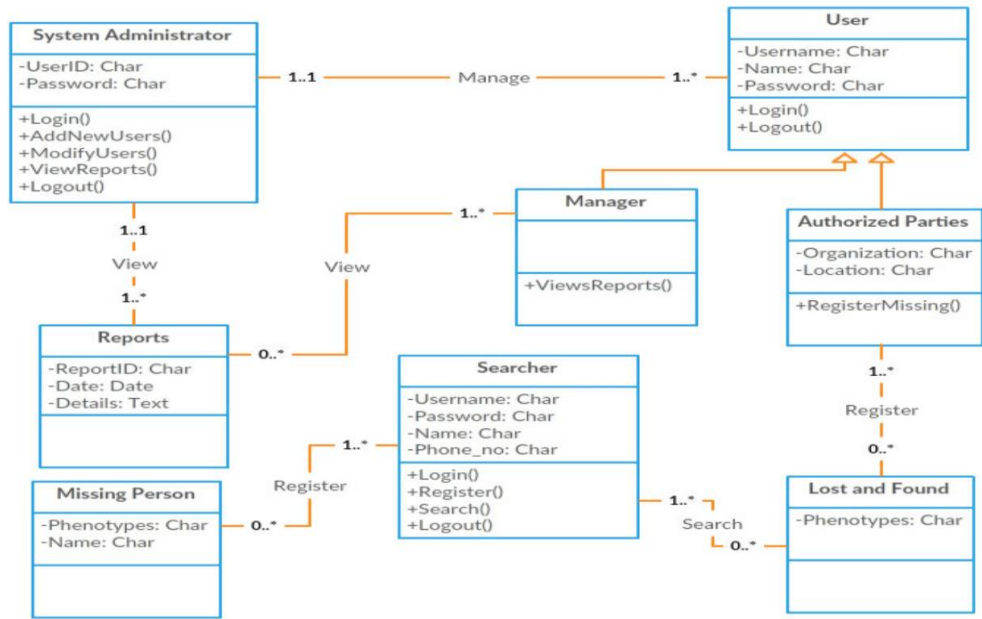 System Administrator
-UserID: Char
-Password: Char
+Login()
+AddNewUsers()
+ModifyUsers()
+ViewReports()
+Logout()
1..1
Manage
1..*
User
-Username: Char
-Name: Char
-Password: Char
+Login()
+Logout()
1..1
View
1..*
1..*
View
0..*
Manager
+ViewsReports()
Authorized Parties
-Organization: Char
-Location: Char
+RegisterMissing()
Reports
-ReportID: Char
-Date: Date
-Details: Text
Searcher
-Username: Char
-Password: Char
-Name: Char
-Phone_no: Char
+Login()
+Register()
+Search()
+Logout()
1..*
Register
0..*
1..*
Register
0..*
Missing Person
-Phenotypes: Char
-Name: Char
1..*
Search
0..*
Lost and Found
-Phenotypes: Char